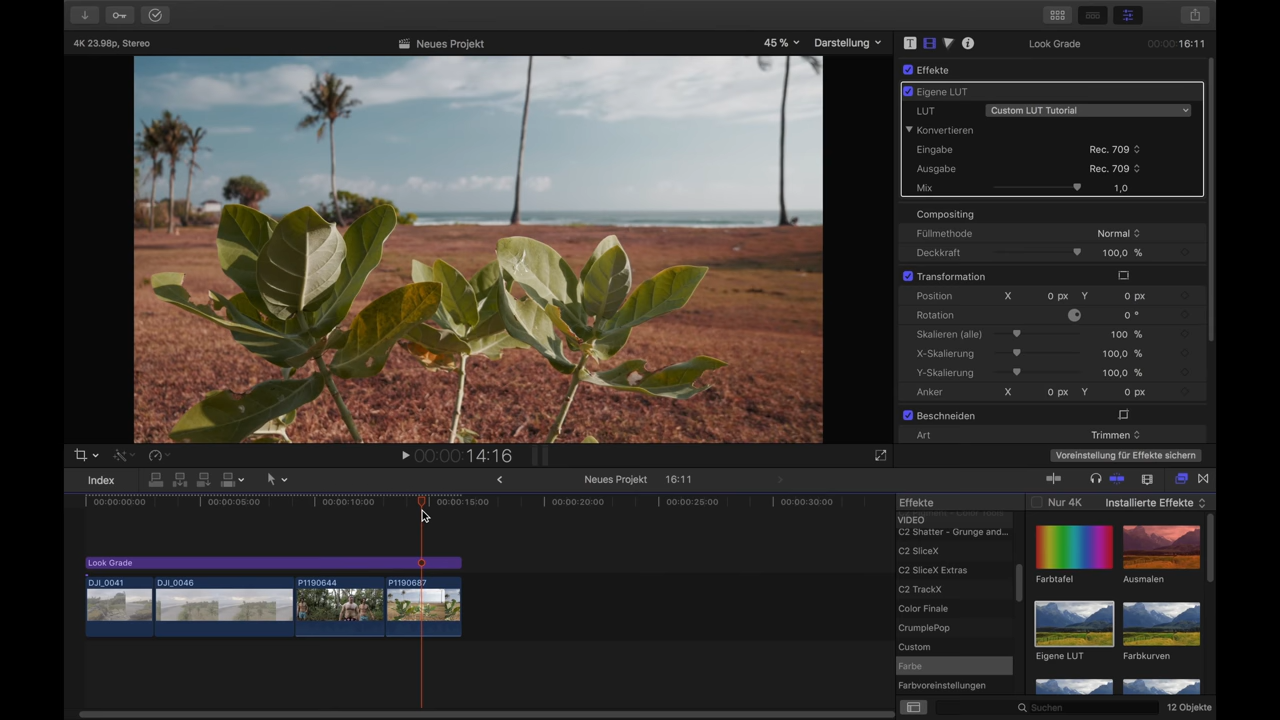 4K 23.98p, Stereo
Neues Projekt
45 %
Darstellung
Look Grade
00:00:00:16:11
Effekte
Eigene LUT
LUT
Custom LUT Tutorial
Konvertieren
Eingabe
Rec. 709
Ausgabe
Rec. 709
Mix
1,0
Compositing
Füllmethode
Normal
Deckkraft
100,0 %
Transformation
Position
X
0 px
Y
0 px
Rotation
0 °
Skalieren (alle)
100 %
X-Skalierung
100,0 %
Y-Skalierung
100,0 %
Anker
X
0 px
Y
0 px
Beschneiden
Art
Trimmen
00:00:00:14:16
Voreinstellung für Effekte sichern
Index
Neues Projekt
16:11
00:00:00:00
00:00:05:00
00:00:10:00
00:00:15:00
00:00:20:00
00:00:25:00
00:00:30:00
Look Grade
DJI_0041
DJI_0046
P1190644
P1190687
Effekte
Nur 4K
Installierte Effekte
VIDEO
C2 Shatter - Grunge and...
C2 SliceX
C2 SliceX Extras
C2 TrackX
Color Finale
CrumplePop
Custom
Farbe
Farbvoreinstellungen
Farbtafel
Ausmalen
Eigene LUT
Farbkurven
Suchen
12 Objekte